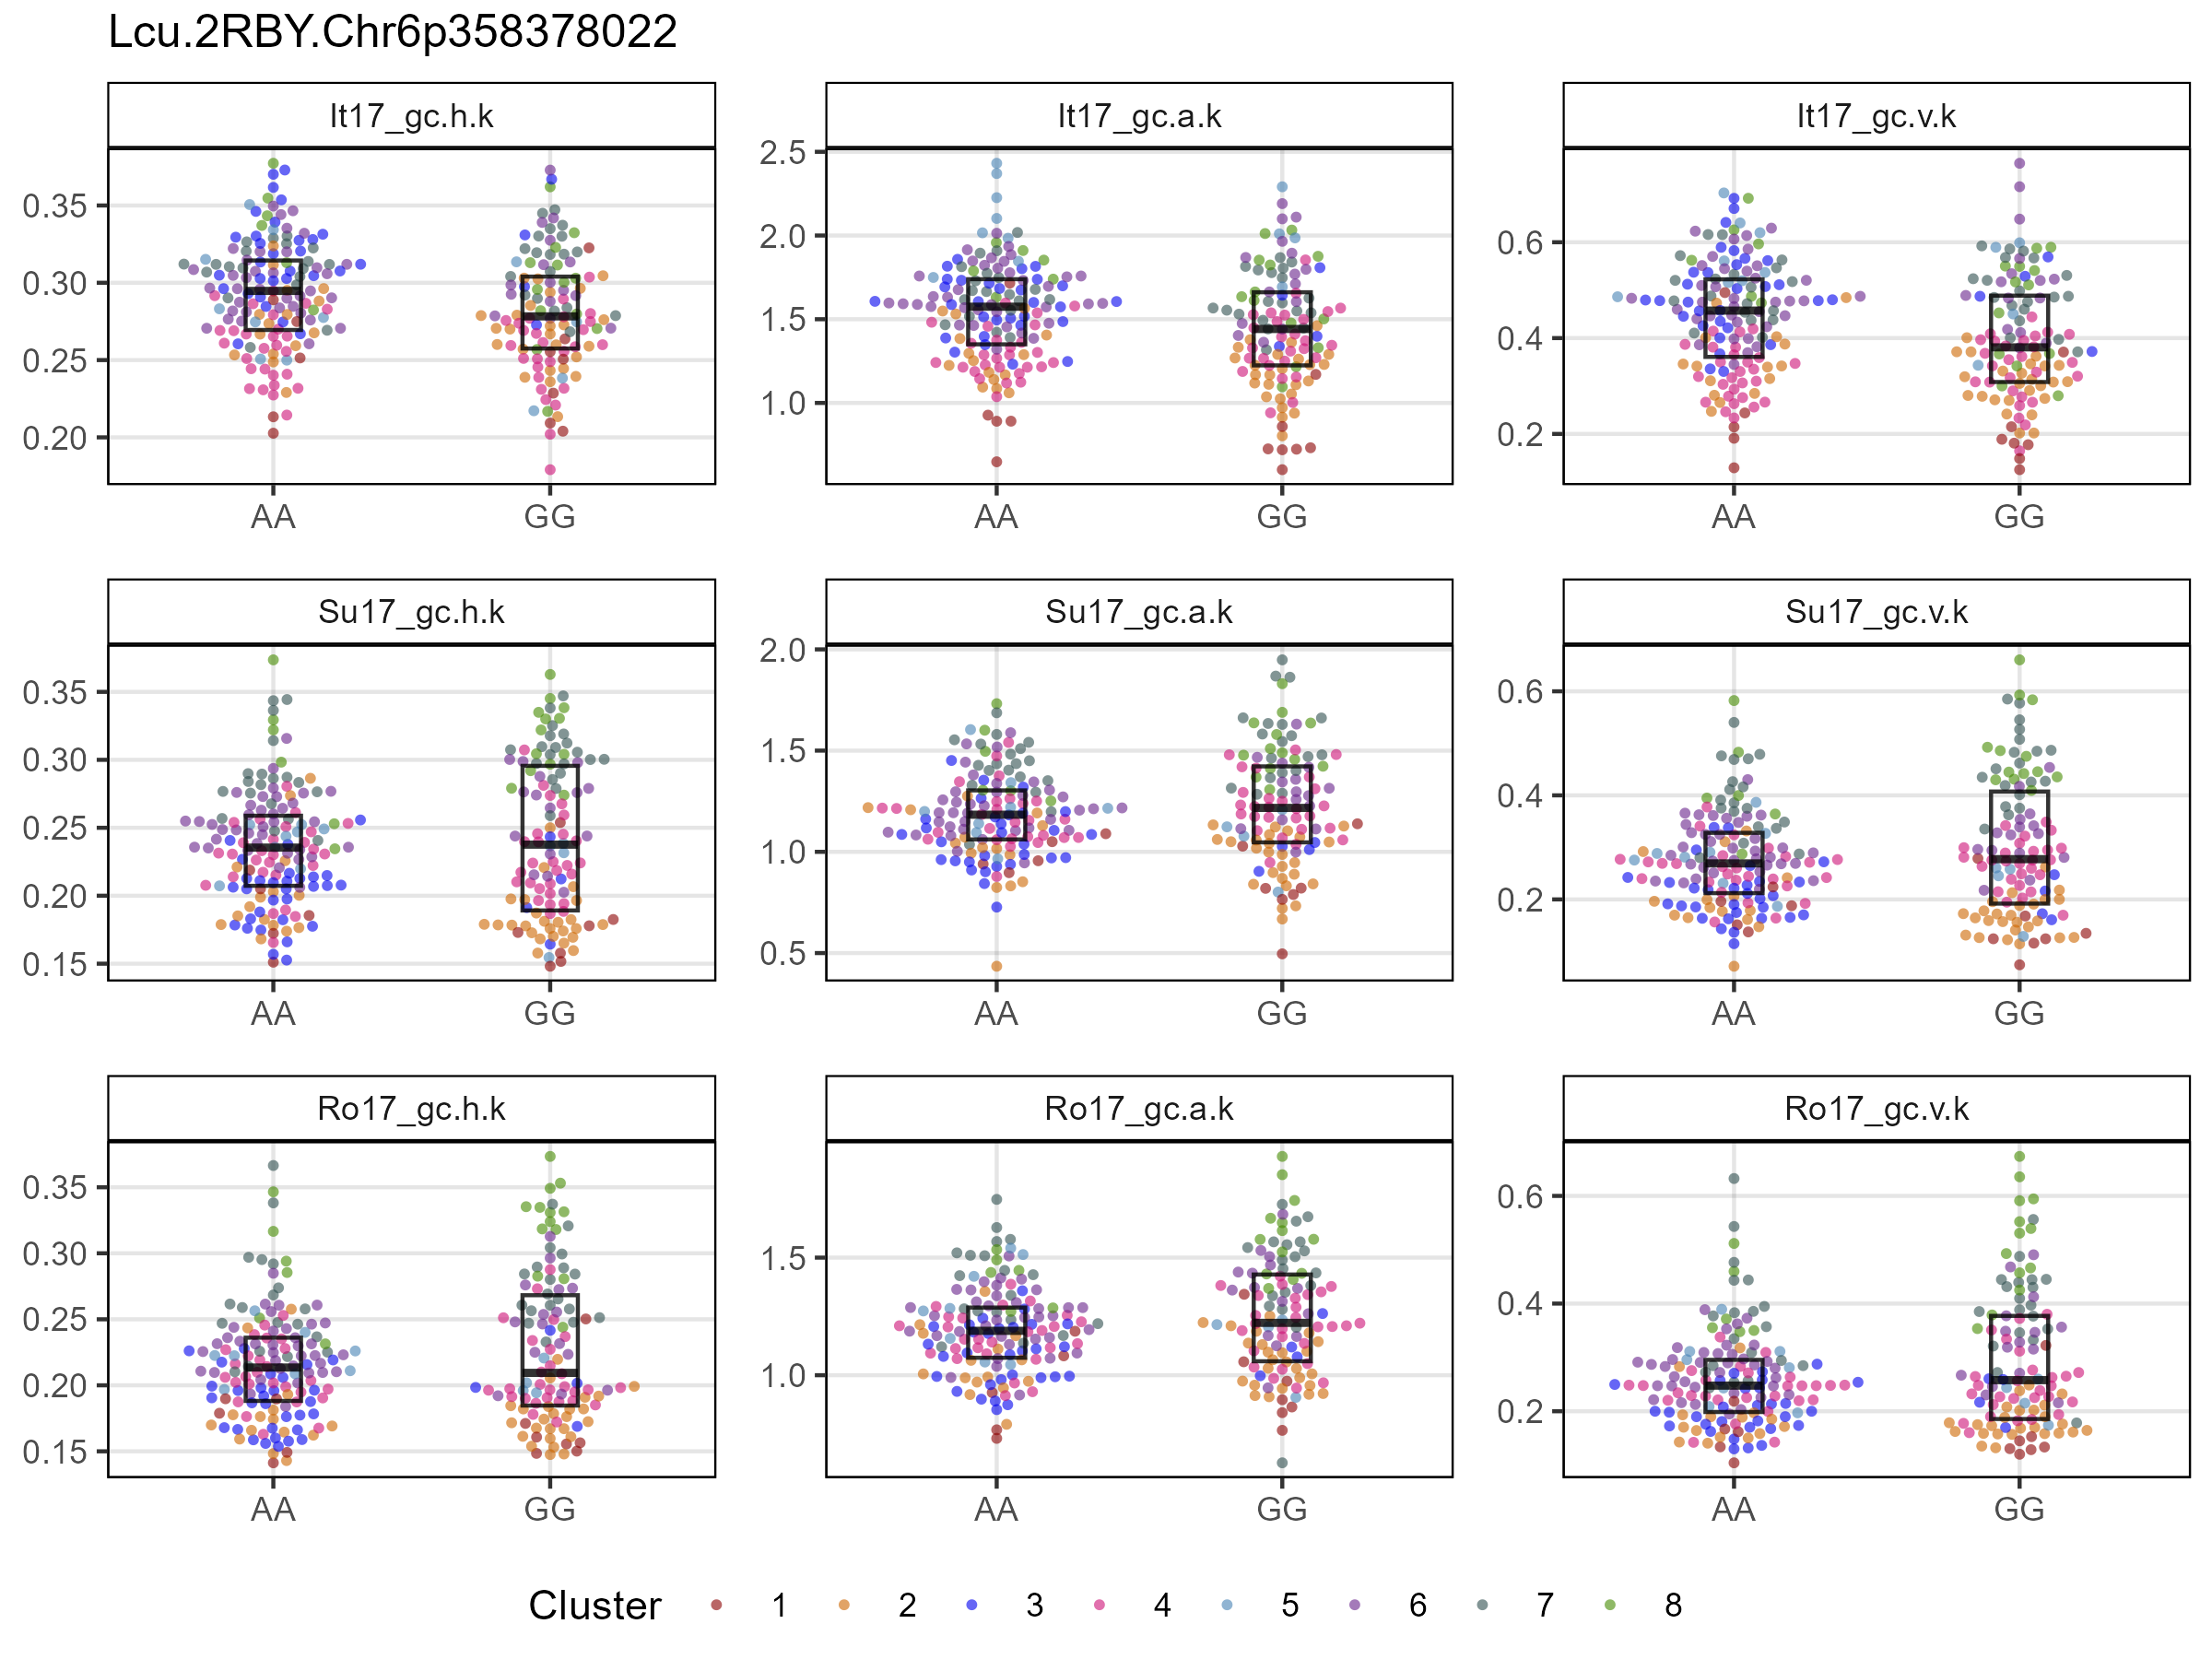 Lcu.2RBY.Chr6p358378022
It17_gc.h.k
It17_gc.a.k
It17_gc.v.k
0.35
0.30
0.25
0.20
AA
GG
2.5
2.0
1.5
1.0
AA
GG
0.6
0.4
0.2
AA
GG
Su17_gc.h.k
Su17_gc.a.k
Su17_gc.v.k
0.35
0.30
0.25
0.20
0.15
AA
GG
2.0
1.5
1.0
0.5
AA
GG
0.6
0.4
0.2
AA
GG
Ro17_gc.h.k
Ro17_gc.a.k
Ro17_gc.v.k
0.35
0.30
0.25
0.20
0.15
AA
GG
1.5
1.0
AA
GG
0.6
0.4
0.2
AA
GG
Cluster 1 2 3 4 5 6 7 8